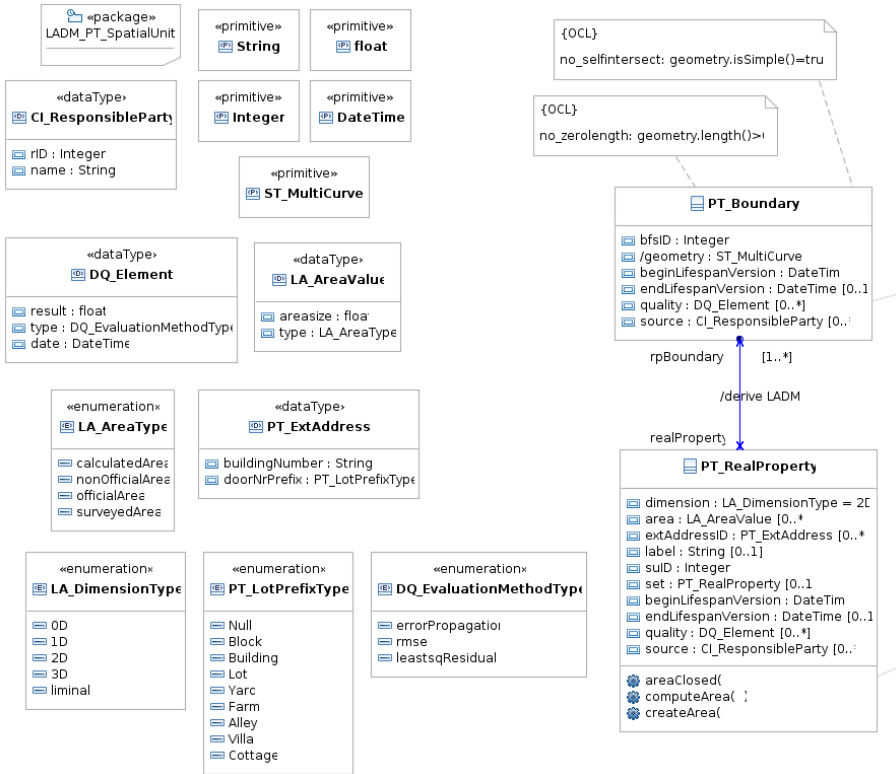 «package»
LADM_PT_SpatialUnit
«primitive»
String
«primitive»
float
{OCL}
no_selfintersect: geometry.isSimple()=tru
«dataType»
CI_ResponsibleParty
rID : Integer
name : String
«primitive»
Integer
«primitive»
DateTime
{OCL}
no_zerolength: geometry.length()>(
«primitive»
ST_MultiCurve
PT_Boundary
bfsID : Integer
/geometry : ST_MultiCurve
beginLifespanVersion : DateTim
endLifespanVersion : DateTime [0..1
quality : DQ_Element [0..*]
source : CI_ResponsibleParty [0..
«dataType»
DQ_Element
result : float
type : DQ_EvaluationMethodType
date : DateTime
«dataType»
LA_AreaValue
areasize : floa
type : LA_AreaType
rpBoundary
[1..*]
/derive LADM
realProperty
«enumeration»
LA_AreaType
calculatedArea
nonOfficialArea
officialArea
surveyedArea
«dataType»
PT_ExtAddress
buildingNumber : String
doorNrPrefix : PT_LotPrefixType
PT_RealProperty
dimension : LA_DimensionType = 2D
area : LA_AreaValue [0..*
extAddressID : PT_ExtAddress [0..*
label : String [0..1]
suID : Integer
set : PT_RealProperty [0..1
beginLifespanVersion : DateTim
endLifespanVersion : DateTime [0..1
quality : DQ_Element [0..*]
source : CI_ResponsibleParty [0..
areaClosed(
computeArea( )
createArea(
«enumeration»
LA_DimensionType
0D
1D
2D
3D
liminal
«enumeration»
PT_LotPrefixType
Null
Block
Building
Lot
Yard
Farm
Alley
Villa
Cottage
«enumeration»
DQ_EvaluationMethodType
errorPropagation
rmse
leastsqResidual